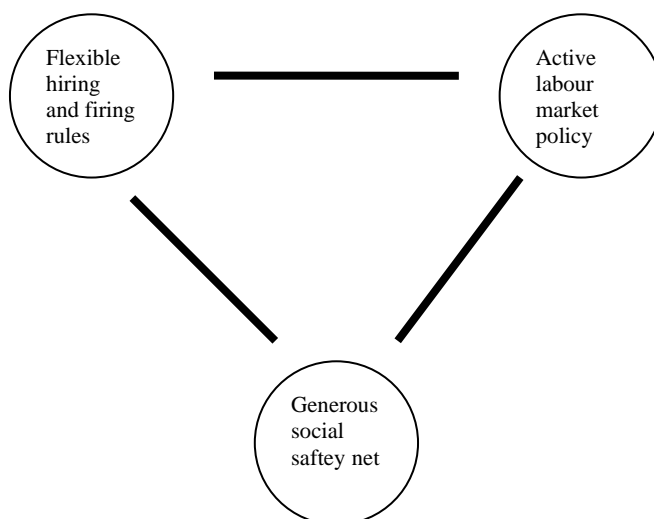 Flexible
hiring
and firing
rules
Active
labour
market
policy
Generous
social
saftey net